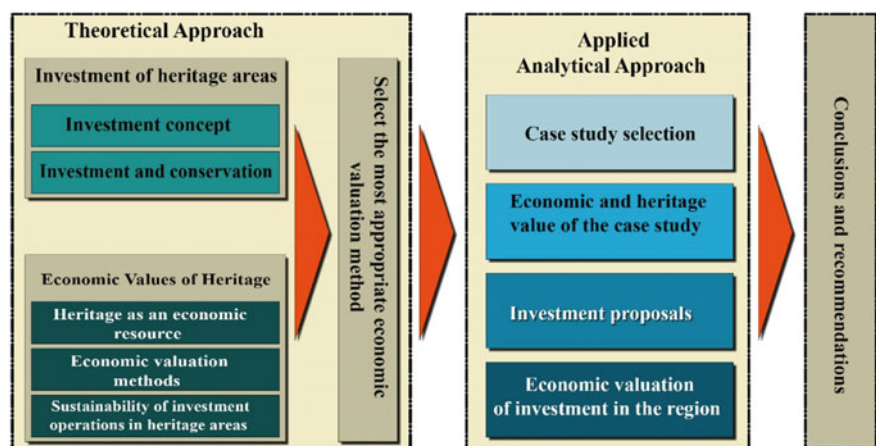 Theoretical Approach
Investment of heritage areas
Investment concept
Investment and conservation
Economic Values of Heritage
Heritage as an economic
resource
Economic valuation
methods
Sustainability of investment
operations in heritage areas
Select the most appropriate economic
valuation method
Applied
Analytical Approach
Case study selection
Economic and heritage
value of the case study
Investment proposals
Economic valuation
of investment in the region
Conclusions and recommendations